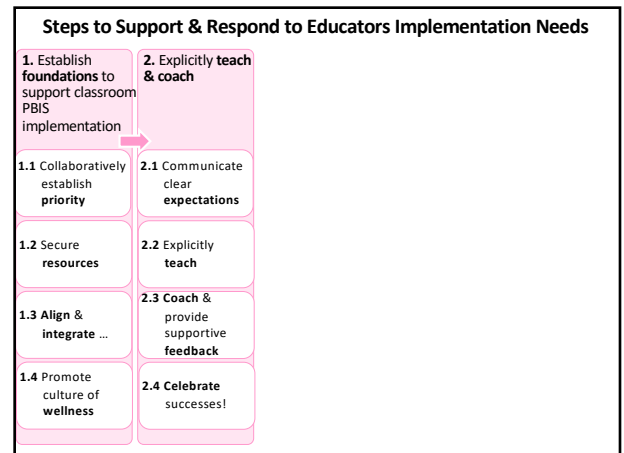 Steps to Support & Respond to Educators Implementation Needs
1. Establish
foundations to
support classroom
PBIS
implementation
1.1 Collaboratively
establish
priority
1.2 Secure
resources
1.3 Align &
integrate …
1.4 Promote
culture of
wellness
2. Explicitly teach
& coach
2.1 Communicate
clear
expectations
2.2 Explicitly
teach
2.3 Coach &
provide
supportive
feedback
2.4 Celebrate
successes!